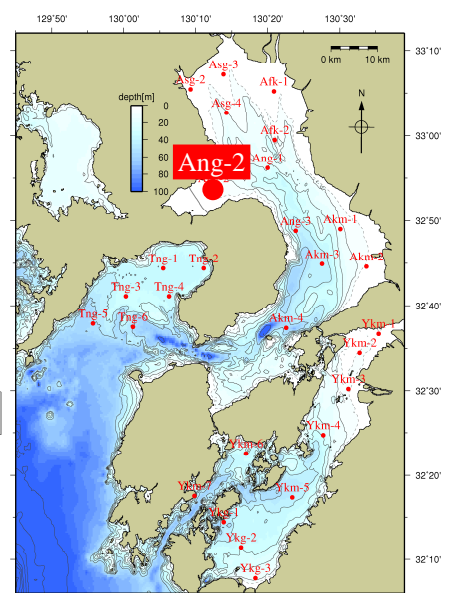 129°50' 130°00' 130°10' 130°20' 130°30'
33°10'
33°00'
32°50'
32°40'
32°30'
32°20'
32°10'
0 km 10 km
N
depth[m]
0
20
40
60
80
100
Asg-3
Asg-2
Afk-1
Asg-4
Afk-2
Ang-1
Ang-2
Ang-3
Akm-1
Akm-3
Akm-2
Tng-1
Tng-2
Tng-3
Tng-4
Tng-5
Tng-6
Akm-4
Ykm-1
Ykm-2
Ykm-3
Ykm-4
Ykm-6
Ykm-7
Ykm-5
Ykg-1
Ykg-2
Ykg-3